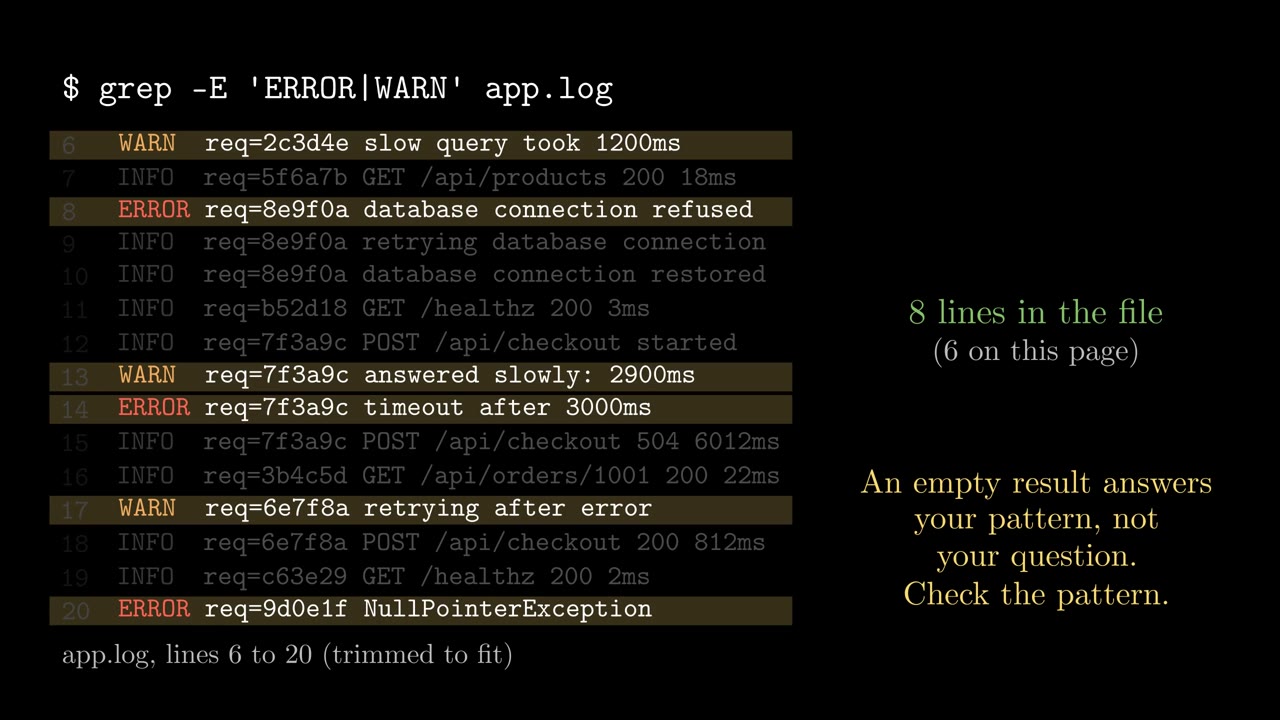 $ grep -E 'ERROR|WARN' app.log
6 WARN req=2c3d4e slow query took 1200ms
7 INFO req=5f6a7b GET /api/products 200 18ms
8 ERROR req=8e9f0a database connection refused
9 INFO req=8e9f0a retrying database connection
10 INFO req=8e9f0a database connection restored
11 INFO req=b52d18 GET /healthz 200 3ms
12 INFO req=7f3a9c POST /api/checkout started
13 WARN req=7f3a9c answered slowly: 2900ms
14 ERROR req=7f3a9c timeout after 3000ms
15 INFO req=7f3a9c POST /api/checkout 504 6012ms
16 INFO req=3b4c5d GET /api/orders/1001 200 22ms
17 WARN req=6e7f8a retrying after error
18 INFO req=6e7f8a POST /api/checkout 200 812ms
19 INFO req=c63e29 GET /healthz 200 2ms
20 ERROR req=9d0e1f NullPointerException
app.log, lines 6 to 20 (trimmed to fit)
8 lines in the file
(6 on this page)
An empty result answers
your pattern, not
your question.
Check the pattern.